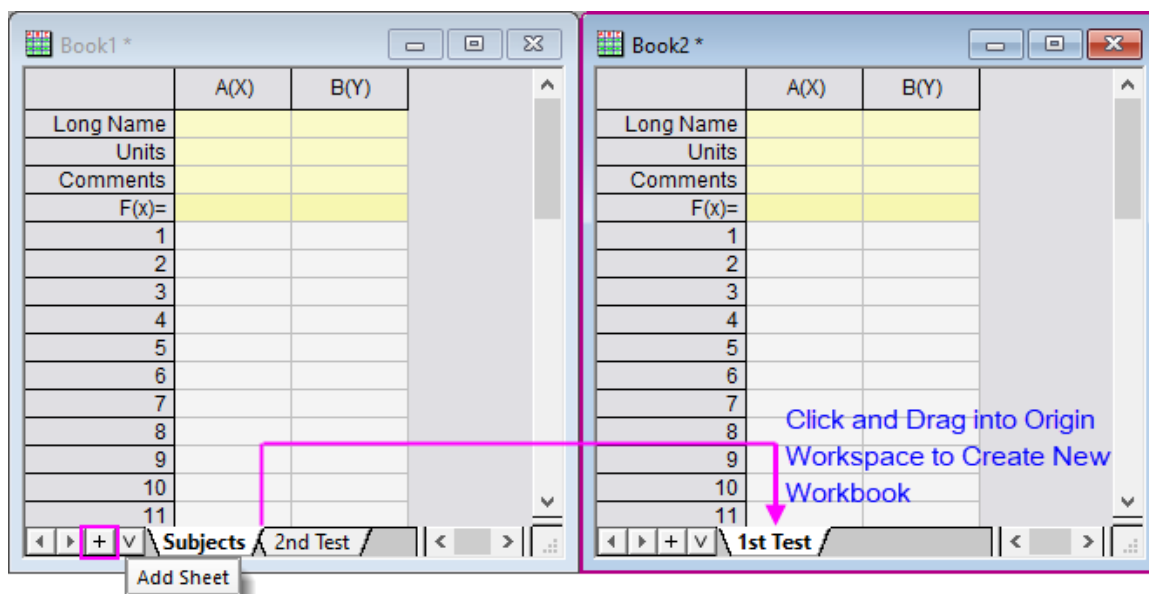 Book1 *
A(X) B(Y)
Long Name
Units
Comments
F(x)=
1
2
3
4
5
6
7
8
9
10
11
+ Subjects 2nd Test
Add Sheet
Book2 *
A(X) B(Y)
Long Name
Units
Comments
F(x)=
1
2
3
4
5
6
7
8
9
10
11
+ 1st Test
Click and Drag into Origin
Workspace to Create New
Workbook